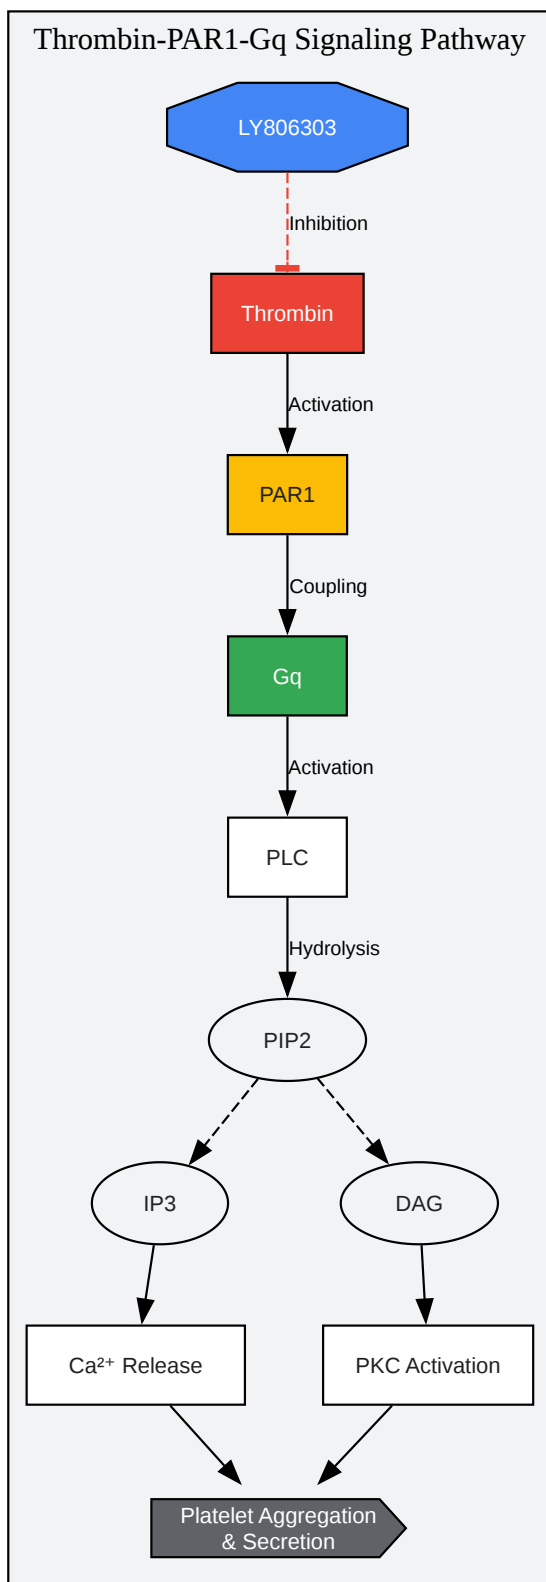 Thrombin-PAR1-Gq Signaling Pathway
LY806303
Inhibition
Thrombin
Activation
PAR1
Coupling
Gq
Activation
PLC
Hydrolysis
PIP2
IP3
DAG
Ca²⁺ Release
PKC Activation
Platelet Aggregation
& Secretion